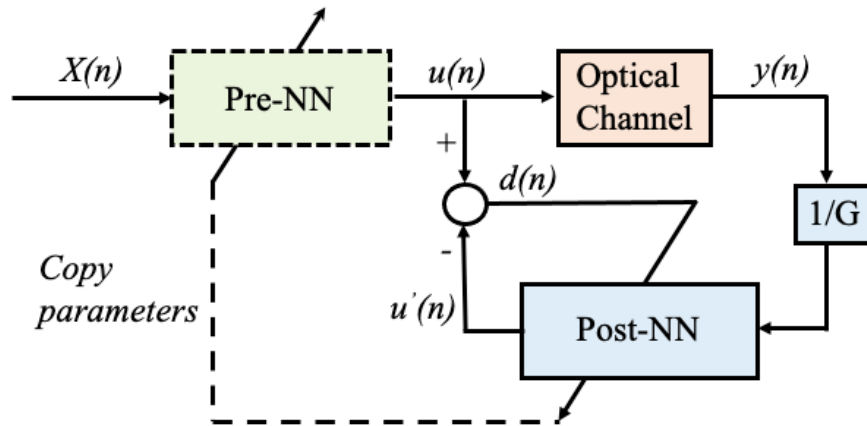 X(n)
Pre-NN
u(n)
Optical
Channel
y(n)
+
d(n)
1/G
-
Copy
parameters
u'(n)
Post-NN